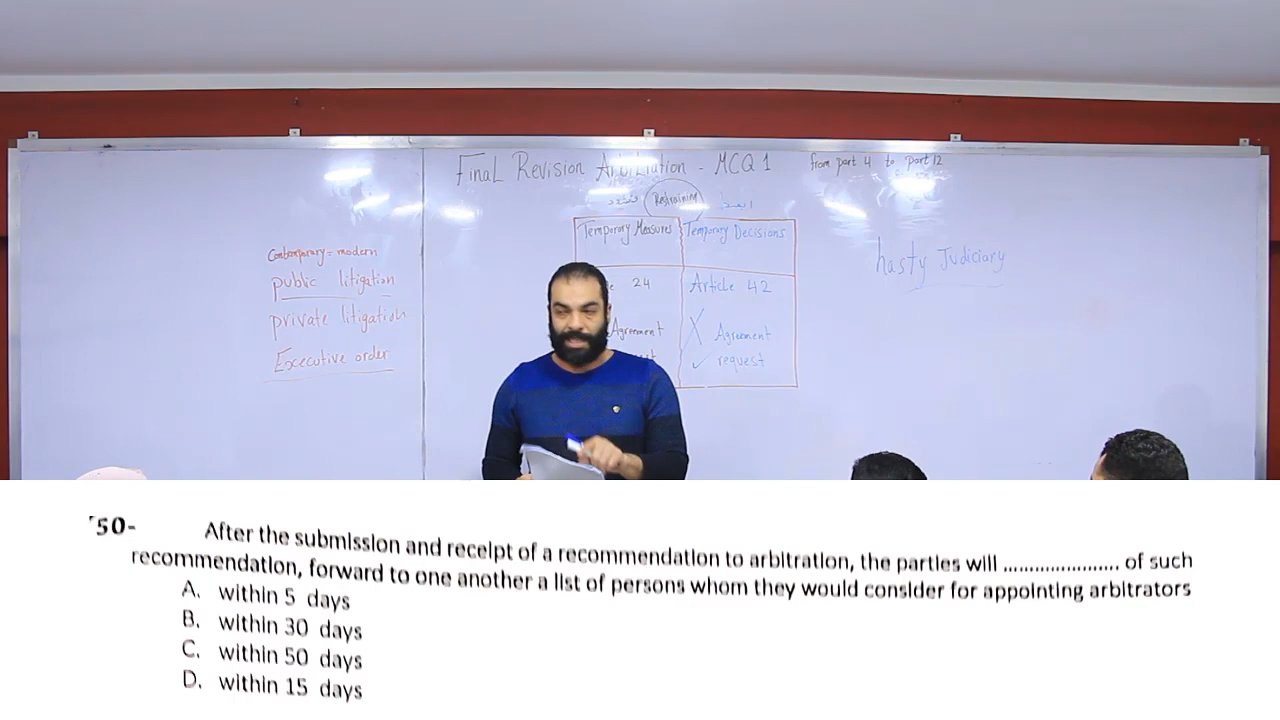 Final Revision Arbitration - MCQ 1 from part 4 to part 12
Restraining
Temporary Measures Temporary Decisions
24 Article 42
Agreement Agreement
request
Contemporary = modern
public litigation
private litigation
Executive order
hasty Judiciary
50- After the submission and receipt of a recommendation to arbitration, the parties will ...................... of such
recommendation, forward to one another a list of persons whom they would consider for appointing arbitrators
A. within 5 days
B. within 30 days
C. within 50 days
D. within 15 days